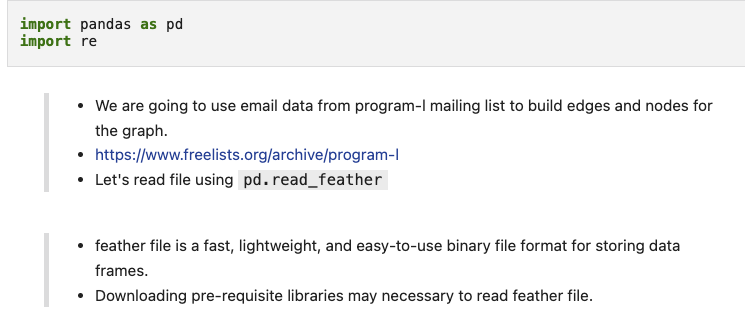 import pandas as pd
import re
• We are going to use email data from program-l mailing list to build edges and nodes for
the graph.
• https://www.freelists.org/archive/program-l
• Let's read file using pd.read_feather
• feather file is a fast, lightweight, and easy-to-use binary file format for storing data
frames.
• Downloading pre-requisite libraries may necessary to read feather file.